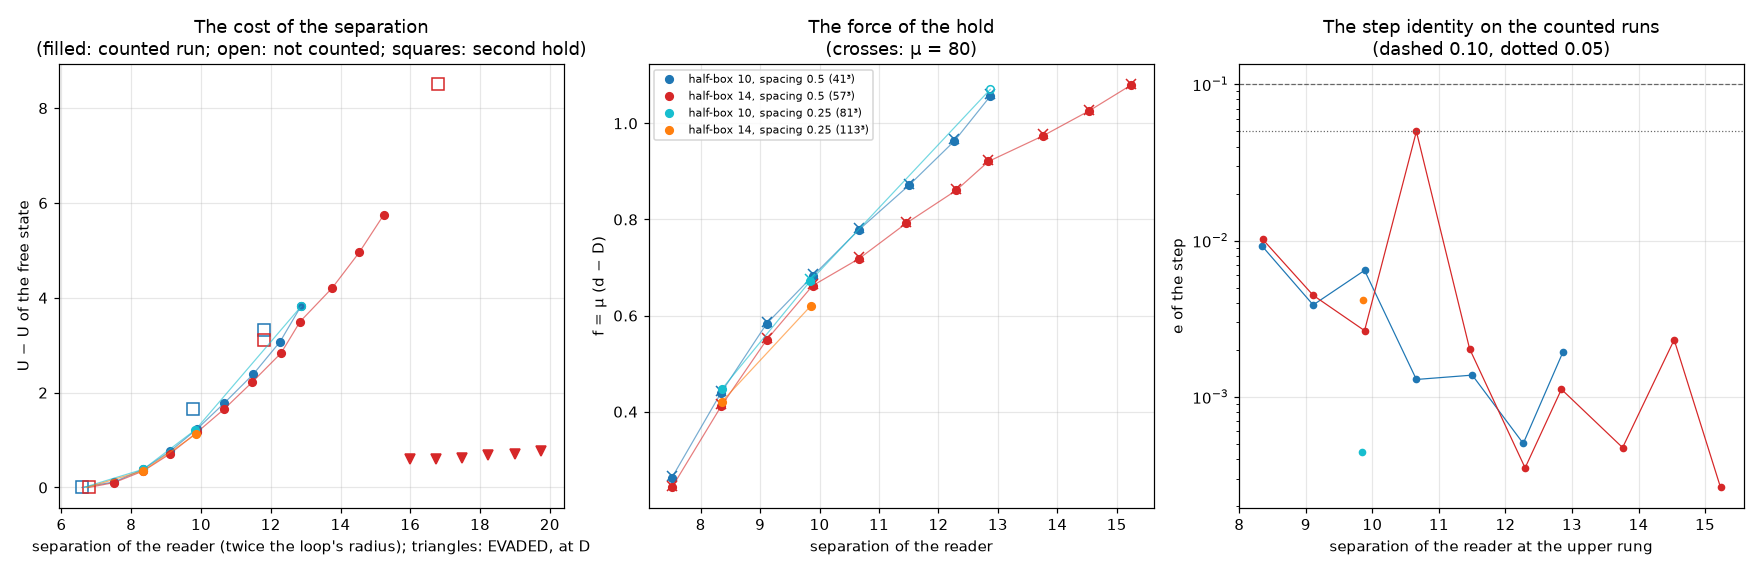 The cost of the separation
(filled: counted run; open: not counted; squares: second hold)
U − U of the free state
8
6
4
2
0
6
8
10
12
14
16
18
20
separation of the reader (twice the loop's radius); triangles: EVADED, at D
The force of the hold
(crosses: μ = 80)
half-box 10, spacing 0.5 (41³)
half-box 14, spacing 0.5 (57³)
half-box 10, spacing 0.25 (81³)
half-box 14, spacing 0.25 (113³)
f = μ (d − D)
1.0
0.8
0.6
0.4
8
9
10
11
12
13
14
15
separation of the reader
The step identity on the counted runs
(dashed 0.10, dotted 0.05)
e of the step
10⁻¹
10⁻²
10⁻³
8
9
10
11
12
13
14
15
separation of the reader at the upper rung